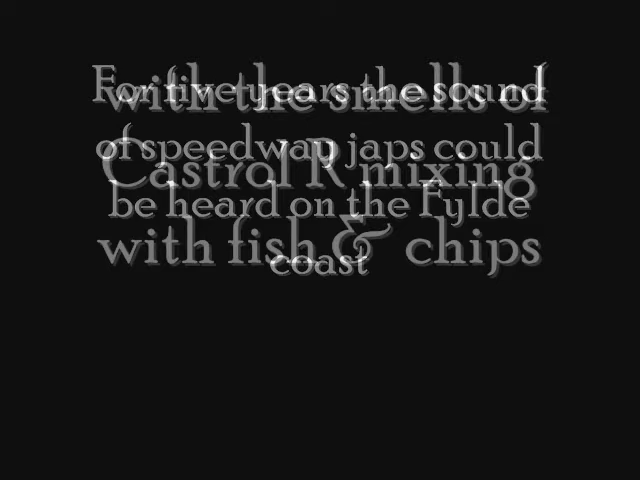 For five years the sound
of speedway japs could
be heard on the Fylde
coast
with the smells of
Castrol R mixing
with fish & chips